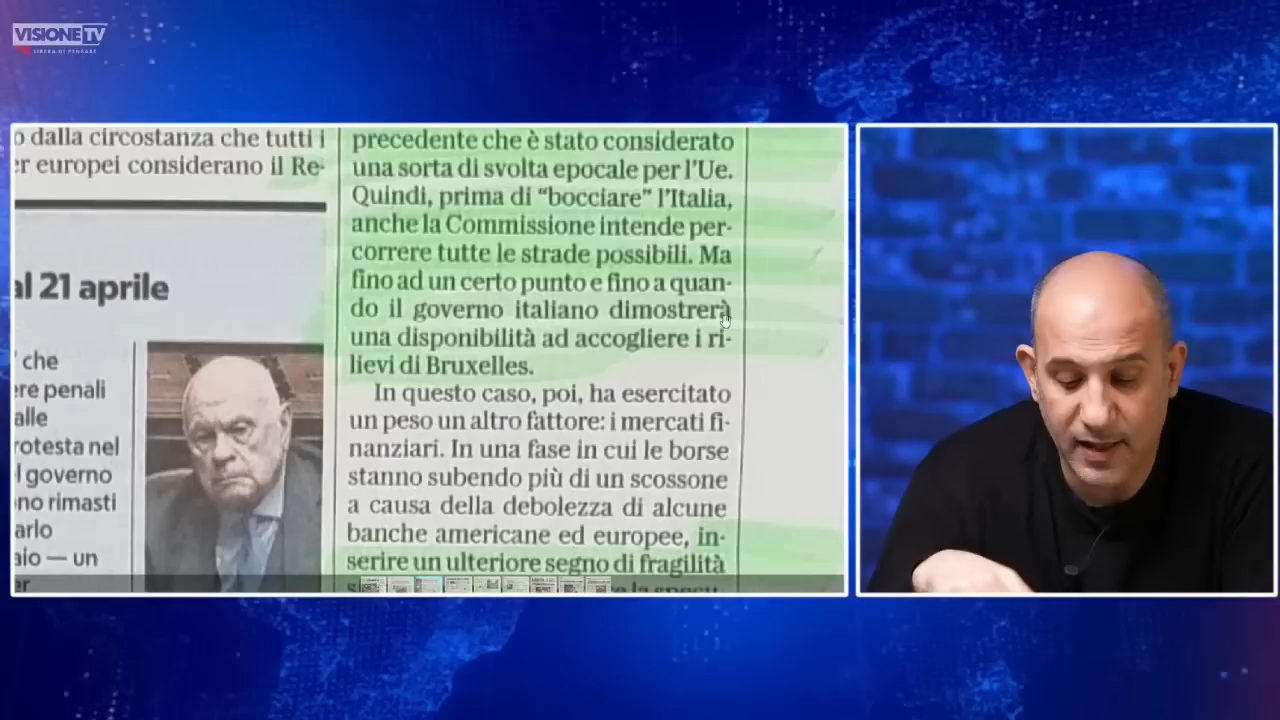 VISIONE TV
LIBERA DI PENSARE
o dalla circostanza che tutti i
er europei considerano il Re-
al 21 aprile
che
re penali
alle
rotesta nel
l governo
no rimasti
arlo
aio — un
er
precedente che è stato considerato
una sorta di svolta epocale per l'Ue.
Quindi, prima di “bocciare” l'Italia,
anche la Commissione intende per-
correre tutte le strade possibili. Ma
fino ad un certo punto e fino a quan-
do il governo italiano dimostrerà
una disponibilità ad accogliere i ri-
lievi di Bruxelles.
In questo caso, poi, ha esercitato
un peso un altro fattore: i mercati fi-
nanziari. In una fase in cui le borse
stanno subendo più di un scossone
a causa della debolezza di alcune
banche americane ed europee, in-
serire un ulteriore segno di fragilità